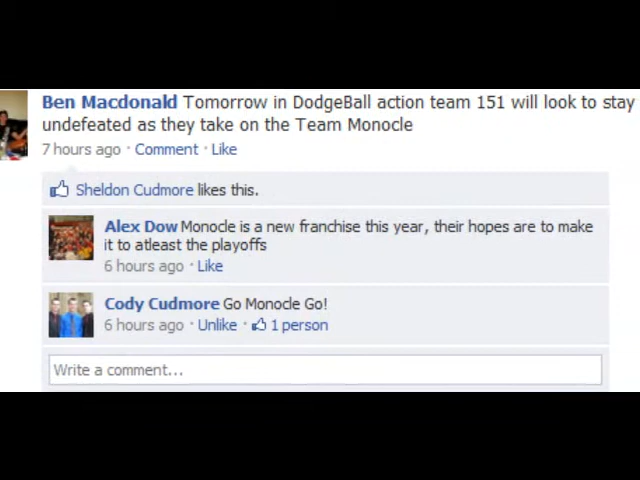 Ben Macdonald Tomorrow in DodgeBall action team 151 will look to stay
undefeated as they take on the Team Monocle
7 hours ago · Comment · Like
Sheldon Cudmore likes this.
Alex Dow Monocle is a new franchise this year, their hopes are to make
it to atleast the playoffs
6 hours ago · Like
Cody Cudmore Go Monocle Go!
6 hours ago · Unlike · 1 person
Write a comment...